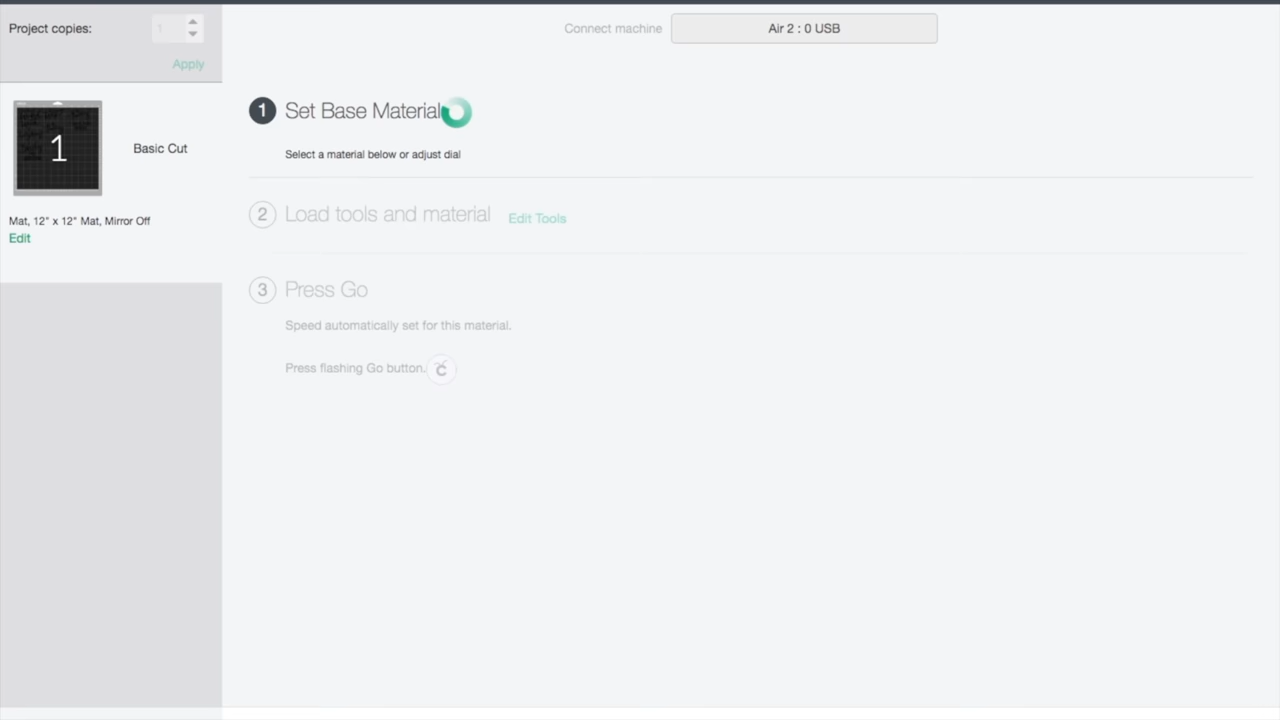 Project copies:
1
Apply
Connect machine
Air 2 : 0 USB
1
Basic Cut
Mat, 12" x 12" Mat, Mirror Off
Edit
1 Set Base Material
Select a material below or adjust dial
2 Load tools and material Edit Tools
3 Press Go
Speed automatically set for this material.
Press flashing Go button.